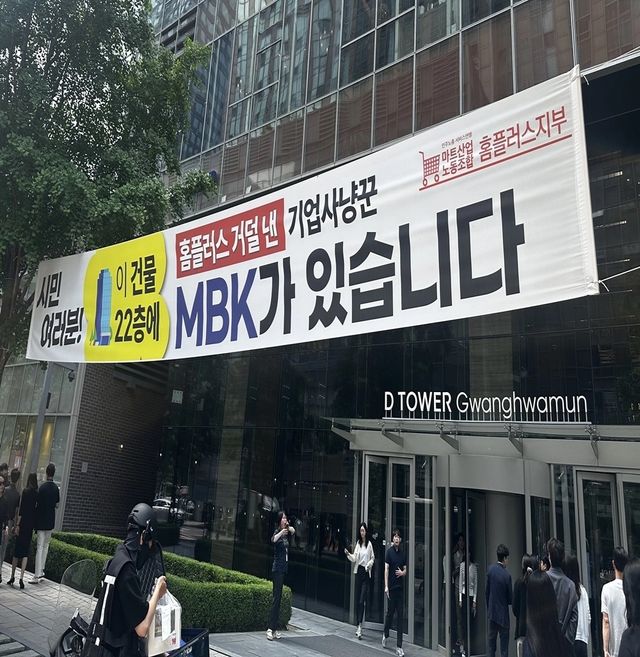 시민
여러분!
이 건물
22층에
홈플러스 거덜 낸 기업사냥꾼
MBK가 있습니다
민주노총 서비스연맹
마트산업
노동조합 홈플러스지부
D TOWER Gwanghwamun